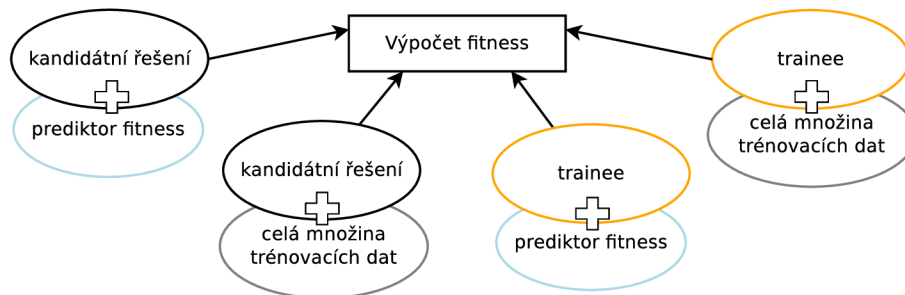 kandidátní řešení
prediktor fitness
Výpočet fitness
kandidátní řešení
celá množina
trénovacích dat
trainee
prediktor fitness
trainee
celá množina
trénovacích dat